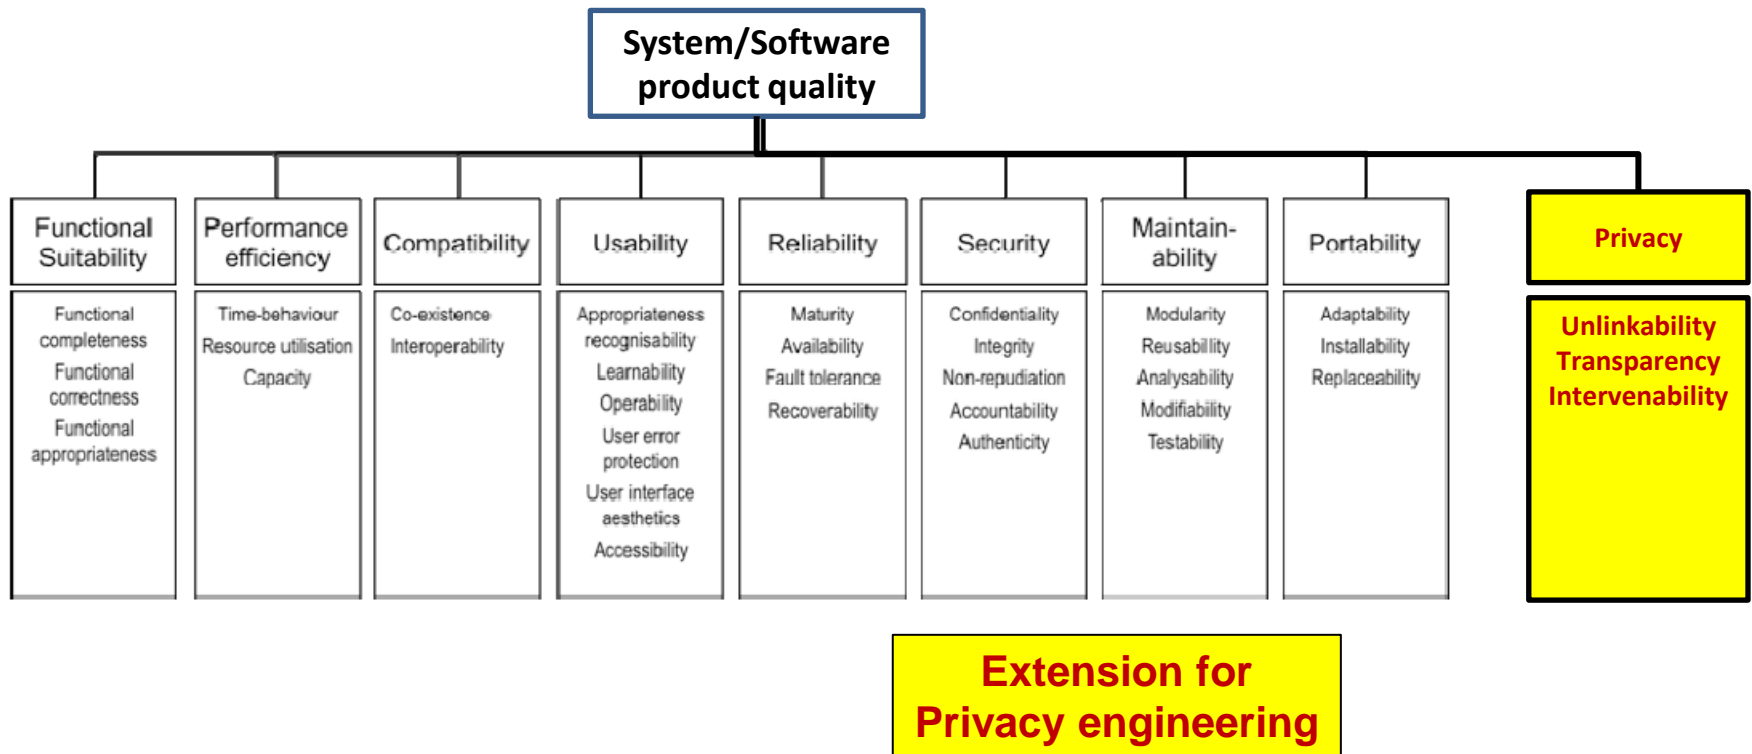 System/Software
product quality
Functional
Suitability
Functional
completeness
Functional
correctness
Functional
appropriateness
Performance
efficiency
Time-behaviour
Resource utilisation
Capacity
Compatibility
Co-existence
Interoperability
Usability
Appropriateness
recognisability
Learnability
Operability
User error
protection
User interface
aesthetics
Accessibility
Reliability
Maturity
Availability
Fault tolerance
Recoverability
Security
Confidentiality
Integrity
Non-repudiation
Accountability
Authenticity
Maintain-
ability
Modularity
Reusability
Analysability
Modifiability
Testability
Portability
Adaptability
Installability
Replaceability
Privacy
Unlinkability
Transparency
Intervenability
Extension for
Privacy engineering